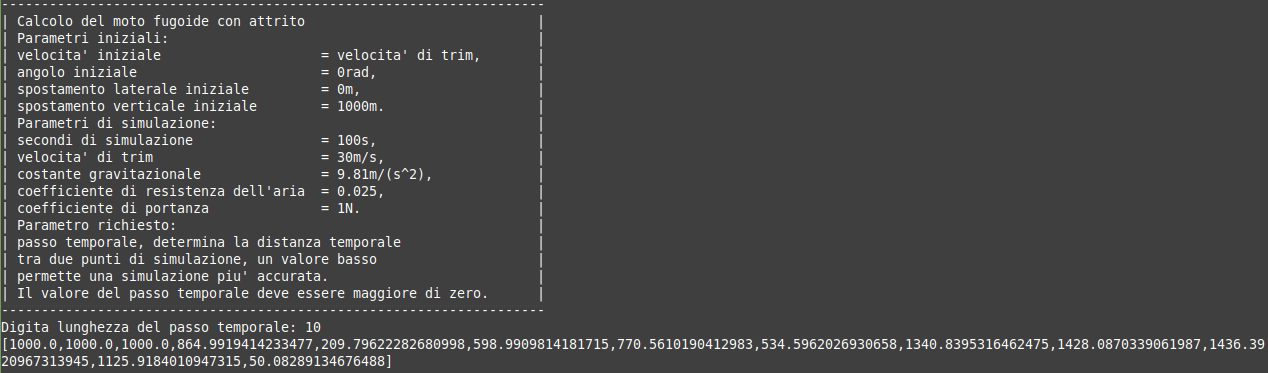 --------------------------------------------------------------------
| Calcolo del moto fugoide con attrito                             |
| Parametri iniziali:                                              |
| velocita' iniziale                    = velocita' di trim,       |
| angolo iniziale                       = 0rad,                    |
| spostamento laterale iniziale         = 0m,                      |
| spostamento verticale iniziale        = 1000m.                   |
| Parametri di simulazione:                                        |
| secondi di simulazione                = 100s,                    |
| velocita' di trim                     = 30m/s,                   |
| costante gravitazionale               = 9.81m/(s^2),             |
| coefficiente di resistenza dell'aria  = 0.025,                   |
| coefficiente di portanza              = 1N.                      |
| Parametro richiesto:                                             |
| passo temporale, determina la distanza temporale                 |
| tra due punti di simulazione, un valore basso                    |
| permette una simulazione piu' accurata.                          |
| Il valore del passo temporale deve essere maggiore di zero.      |
--------------------------------------------------------------------
Digita lunghezza del passo temporale: 10
[1000.0,1000.0,1000.0,864.9919414233477,209.79622282680998,598.9909814181715,770.5610190412983,534.5962026930658,1340.8395316462475,1428.0870339061987,1436.39
20967313945,1125.9184010947315,50.08289134676488]